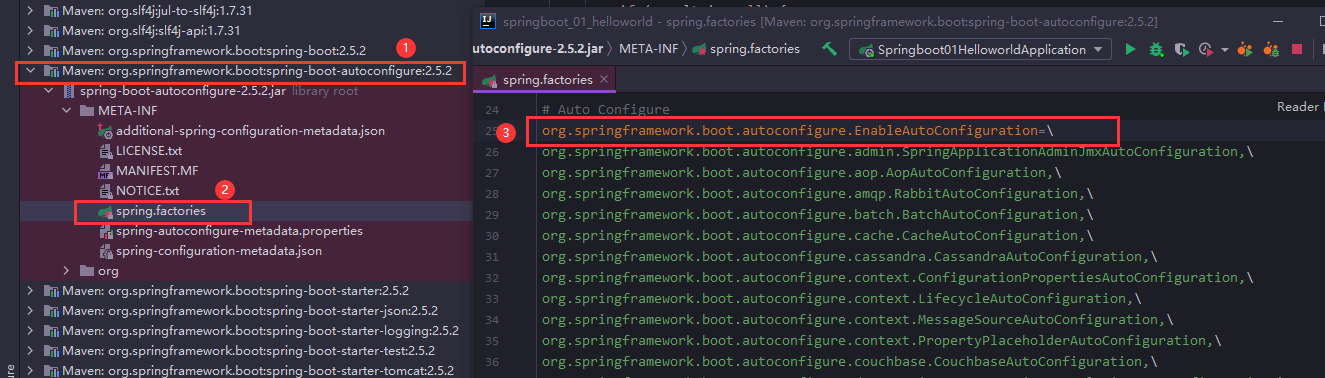 Maven: org.slf4j:jul-to-slf4j:1.7.31
Maven: org.slf4j:slf4j-api:1.7.31
Maven: org.springframework.boot:spring-boot:2.5.2
1
Maven: org.springframework.boot:spring-boot-autoconfigure:2.5.2
spring-boot-autoconfigure-2.5.2.jar library root
META-INF
additional-spring-configuration-metadata.json
LICENSE.txt
MANIFEST.MF
NOTICE.txt
2
spring.factories
spring-autoconfigure-metadata.properties
spring-configuration-metadata.json
org
Maven: org.springframework.boot:spring-boot-starter:2.5.2
Maven: org.springframework.boot:spring-boot-starter-json:2.5.2
Maven: org.springframework.boot:spring-boot-starter-logging:2.5.2
Maven: org.springframework.boot:spring-boot-starter-test:2.5.2
Maven: org.springframework.boot:spring-boot-starter-tomcat:2.5.2
springboot_01_helloworld - spring.factories [Maven: org.springframework.boot:spring-boot-autoconfigure:2.5.2]
utoconfigure-2.5.2.jar META-INF spring.factories Springboot01HelloworldApplication
spring.factories
Reader
24 # Auto Configure
3
25 org.springframework.boot.autoconfigure.EnableAutoConfiguration=\
26 org.springframework.boot.autoconfigure.admin.SpringApplicationAdminJmxAutoConfiguration,\
27 org.springframework.boot.autoconfigure.aop.AopAutoConfiguration,\
28 org.springframework.boot.autoconfigure.amqp.RabbitAutoConfiguration,\
29 org.springframework.boot.autoconfigure.batch.BatchAutoConfiguration,\
30 org.springframework.boot.autoconfigure.cache.CacheAutoConfiguration,\
31 org.springframework.boot.autoconfigure.cassandra.CassandraAutoConfiguration,\
32 org.springframework.boot.autoconfigure.context.ConfigurationPropertiesAutoConfiguration,\
33 org.springframework.boot.autoconfigure.context.LifecycleAutoConfiguration,\
34 org.springframework.boot.autoconfigure.context.MessageSourceAutoConfiguration,\
35 org.springframework.boot.autoconfigure.context.PropertyPlaceholderAutoConfiguration,\
36 org.springframework.boot.autoconfigure.couchbase.CouchbaseAutoConfiguration,\